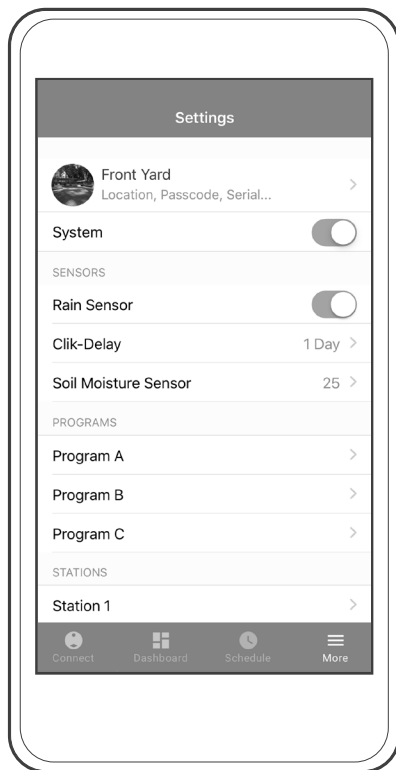 Settings
Front Yard
Location, Passcode, Serial...
System
SENSORS
Rain Sensor
Clik-Delay 1 Day
Soil Moisture Sensor 25
PROGRAMS
Program A
Program B
Program C
STATIONS
Station 1
Connect Dashboard Schedule More